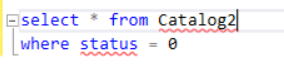 select * from Catalog2
where status = 0